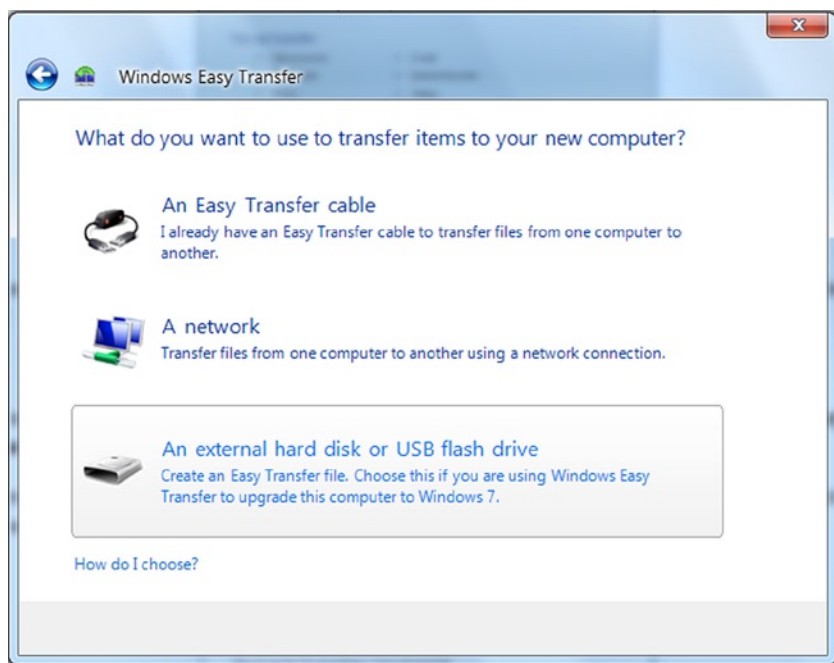 Windows Easy Transfer
What do you want to use to transfer items to your new computer?
An Easy Transfer cable
I already have an Easy Transfer cable to transfer files from one computer to
another.
A network
Transfer files from one computer to another using a network connection.
An external hard disk or USB flash drive
Create an Easy Transfer file. Choose this if you are using Windows Easy
Transfer to upgrade this computer to Windows 7.
How do I choose?